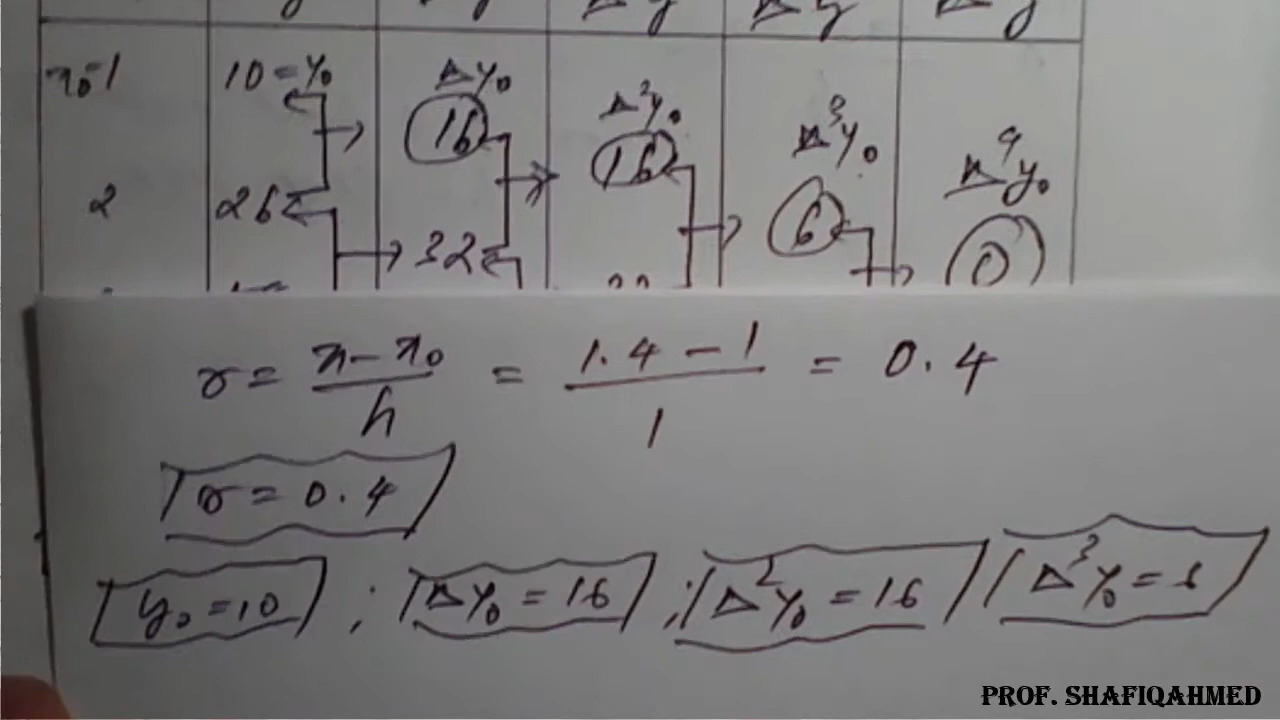 x₀=1 10=y₀ Δy₀
16 Δ²y₀
16 Δ³y₀
6 Δ⁴y₀
0
2 26 32
r = (x - x₀)/h = (1.4 - 1)/1 = 0.4
r = 0.4
y₀ = 10 ; Δy₀ = 16 ; Δ²y₀ = 16 Δ³y₀ = 6
PROF. SHAFIQAHMED